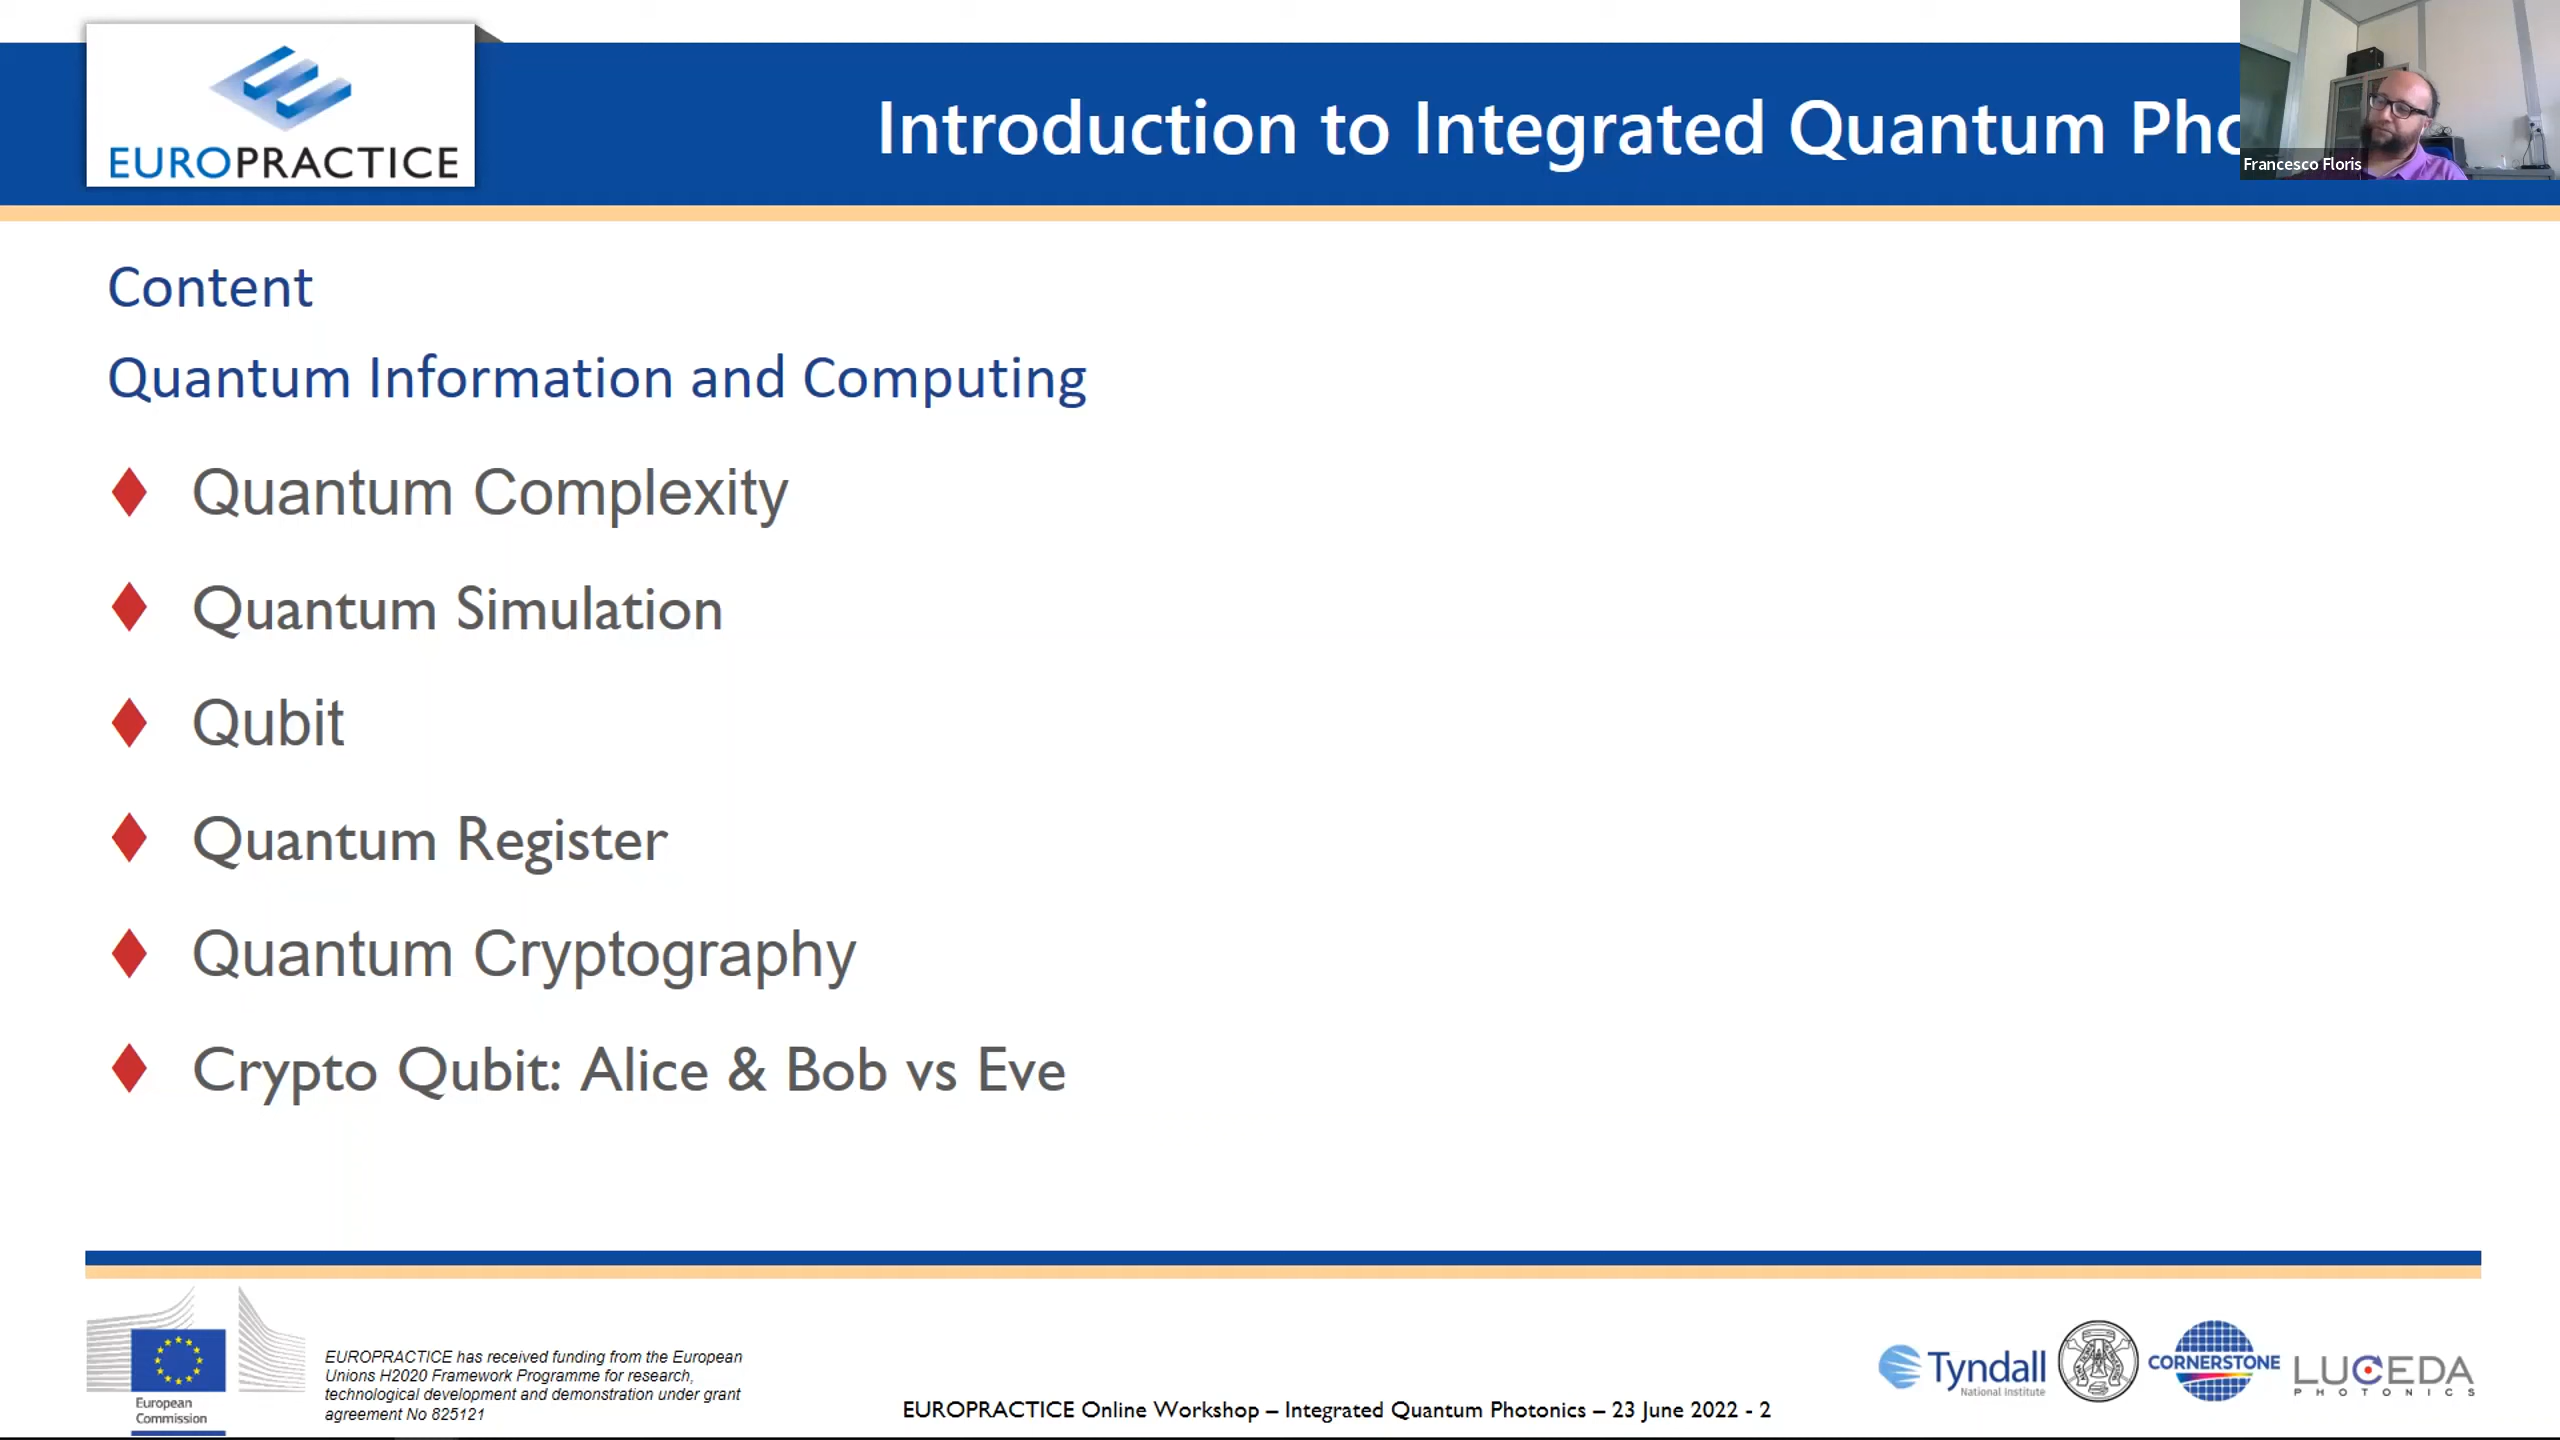 EUROPRACTICE
Introduction to Integrated Quantum Pho
Francesco Floris
Content
Quantum Information and Computing
Quantum Complexity
Quantum Simulation
Qubit
Quantum Register
Quantum Cryptography
Crypto Qubit: Alice & Bob vs Eve
European
Commission
EUROPRACTICE has received funding from the European
Unions H2020 Framework Programme for research,
technological development and demonstration under grant
agreement No 825121
EUROPRACTICE Online Workshop – Integrated Quantum Photonics – 23 June 2022 - 2
Tyndall
National Institute
CORNERSTONE
LUCEDA
PHOTONICS